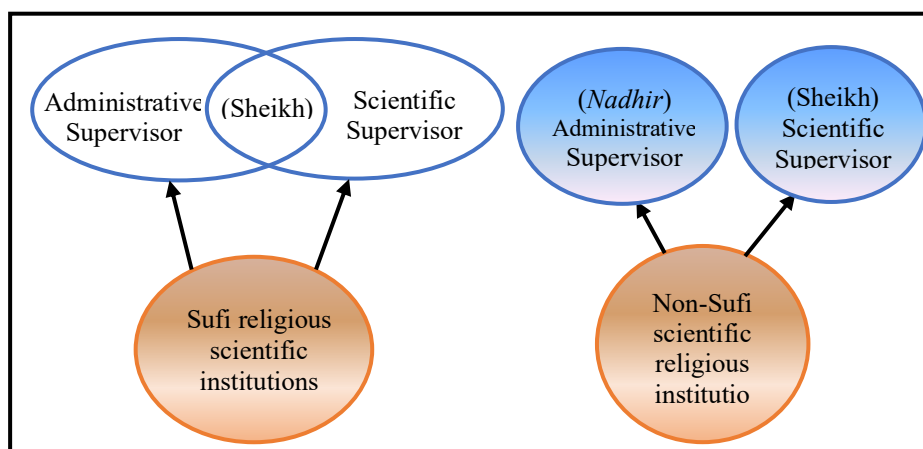 Administrative
Supervisor
(Sheikh)
Scientific
Supervisor
(Nadhir)
Administrative
Supervisor
(Sheikh)
Scientific
Supervisor
Sufi religious
scientific
institutions
Non-Sufi
scientific
religious
institutio